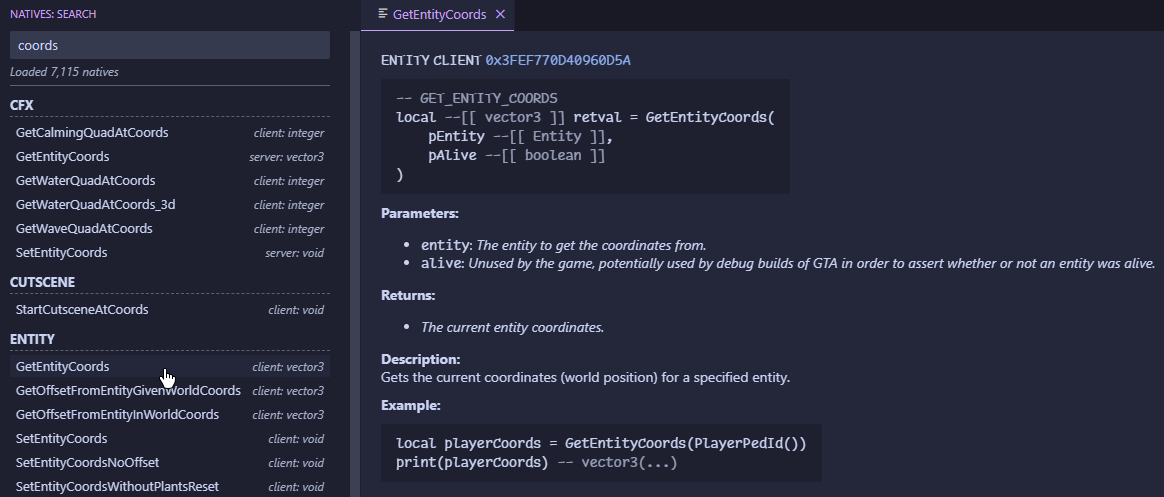 NATIVES: SEARCH
coords
Loaded 7,115 natives
CFX
GetCalmingQuadAtCoords client: integer
GetEntityCoords server: vector3
GetWaterQuadAtCoords client: integer
GetWaterQuadAtCoords_3d client: integer
GetWaveQuadAtCoords client: integer
SetEntityCoords server: void
CUTSCENE
StartCutsceneAtCoords client: void
ENTITY
GetEntityCoords client: vector3
GetOffsetFromEntityGivenWorldCoords client: vector3
GetOffsetFromEntityInWorldCoords client: vector3
SetEntityCoords client: void
SetEntityCoordsNoOffset client: void
SetEntityCoordsWithoutPlantsReset client: void
GetEntityCoords ×
ENTITY CLIENT 0x3FEF770D40960D5A
-- GET_ENTITY_COORDS
local --[[ vector3 ]] retval = GetEntityCoords(
    pEntity --[[ Entity ]],
    pAlive --[[ boolean ]]
)
Parameters:
• entity: The entity to get the coordinates from.
• alive: Unused by the game, potentially used by debug builds of GTA in order to assert whether or not an entity was alive.
Returns:
• The current entity coordinates.
Description:
Gets the current coordinates (world position) for a specified entity.
Example:
local playerCoords = GetEntityCoords(PlayerPedId())
print(playerCoords) -- vector3(...)